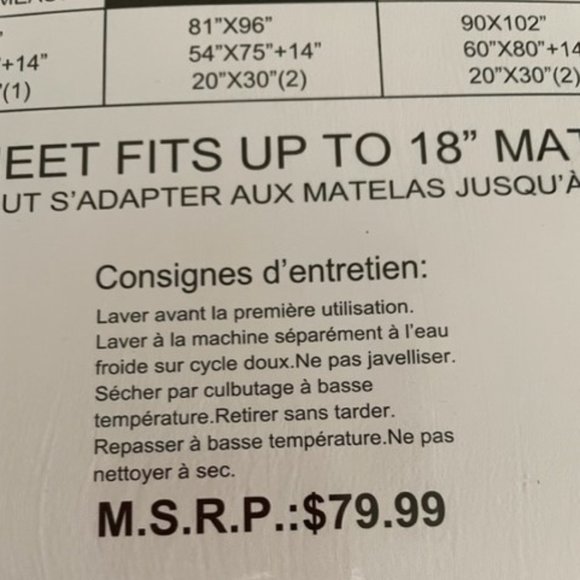 81”X96” 90X102”
+14” 54”X75”+14” 60”X80”+14
(1) 20”X30”(2) 20”X30”(2)
EET FITS UP TO 18” MAT
UT S’ADAPTER AUX MATELAS JUSQU’À
Consignes d’entretien:
Laver avant la première utilisation.
Laver à la machine séparément à l’eau
froide sur cycle doux.Ne pas javelliser.
Sécher par culbutage à basse
température.Retirer sans tarder.
Repasser à basse température.Ne pas
nettoyer à sec.
M.S.R.P.:$79.99